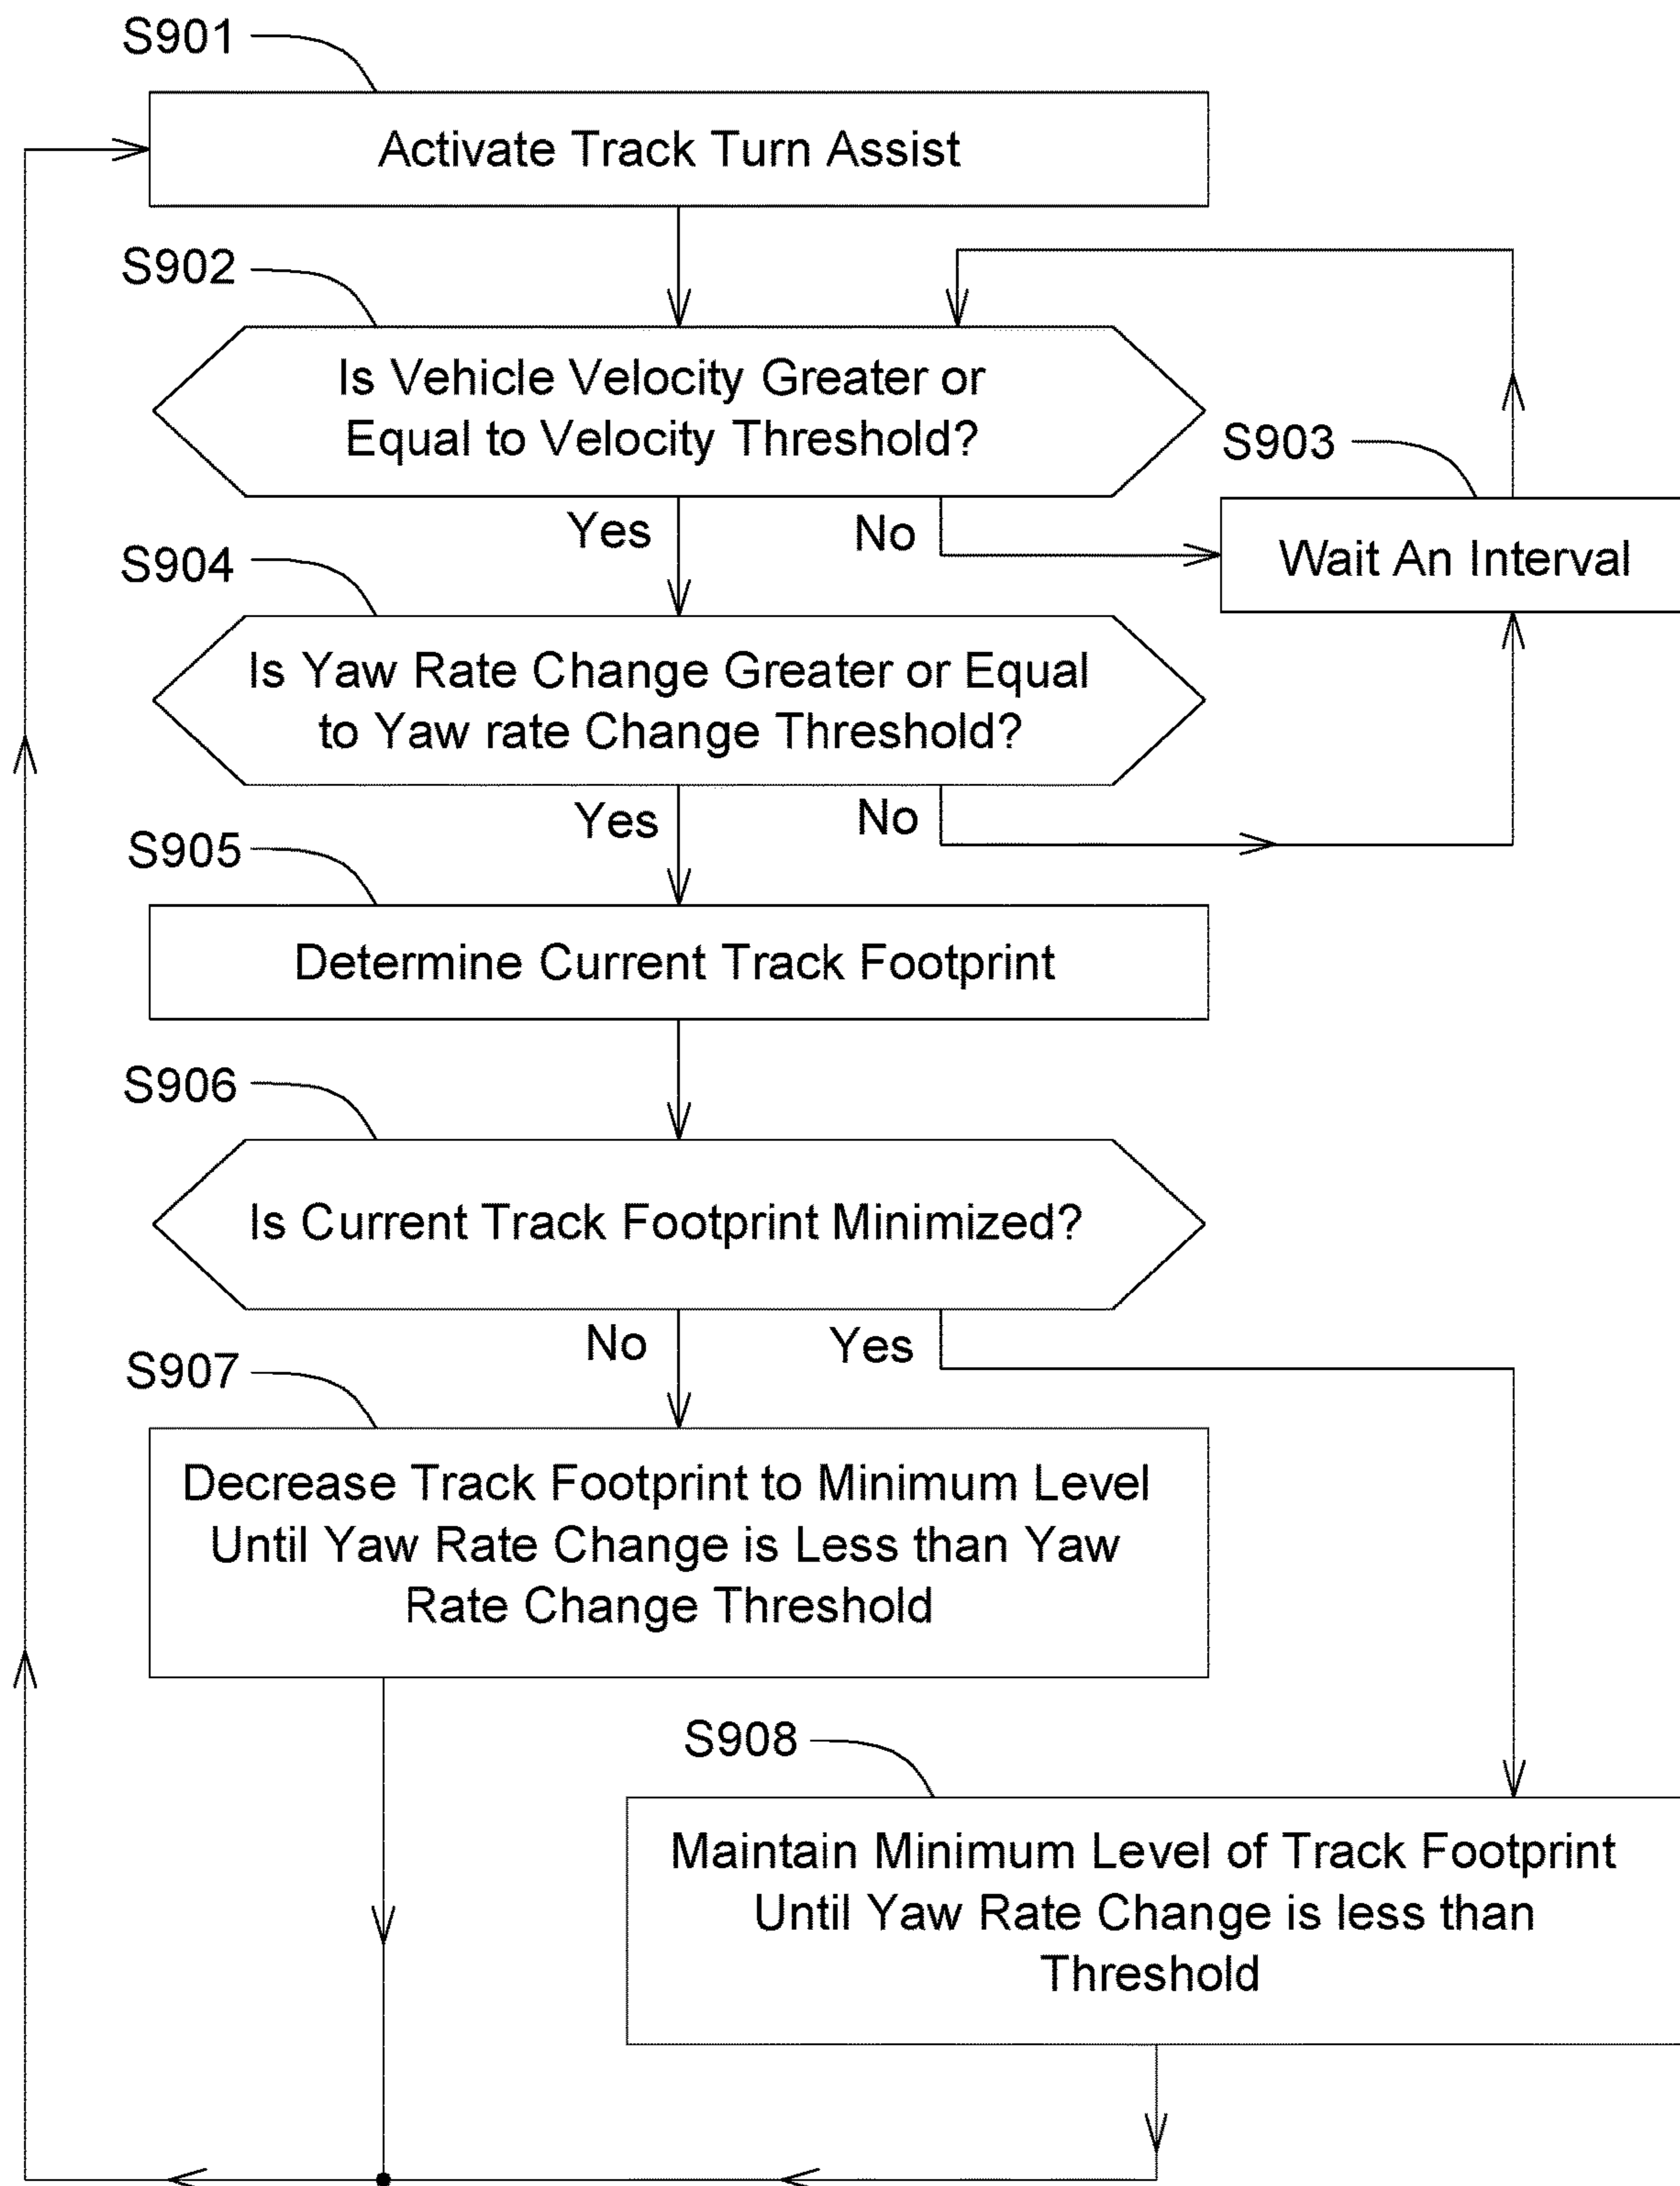 S901
Activate Track Turn Assist
S902
Is Vehicle Velocity Greater or
Equal to Velocity Threshold?
S903
Yes
No
Wait An Interval
S904
Is Yaw Rate Change Greater or Equal
to Yaw rate Change Threshold?
Yes
No
S905
Determine Current Track Footprint
S906
Is Current Track Footprint Minimized?
No
Yes
S907
Decrease Track Footprint to Minimum Level
Until Yaw Rate Change is Less than Yaw
Rate Change Threshold
S908
Maintain Minimum Level of Track Footprint
Until Yaw Rate Change is less than
Threshold